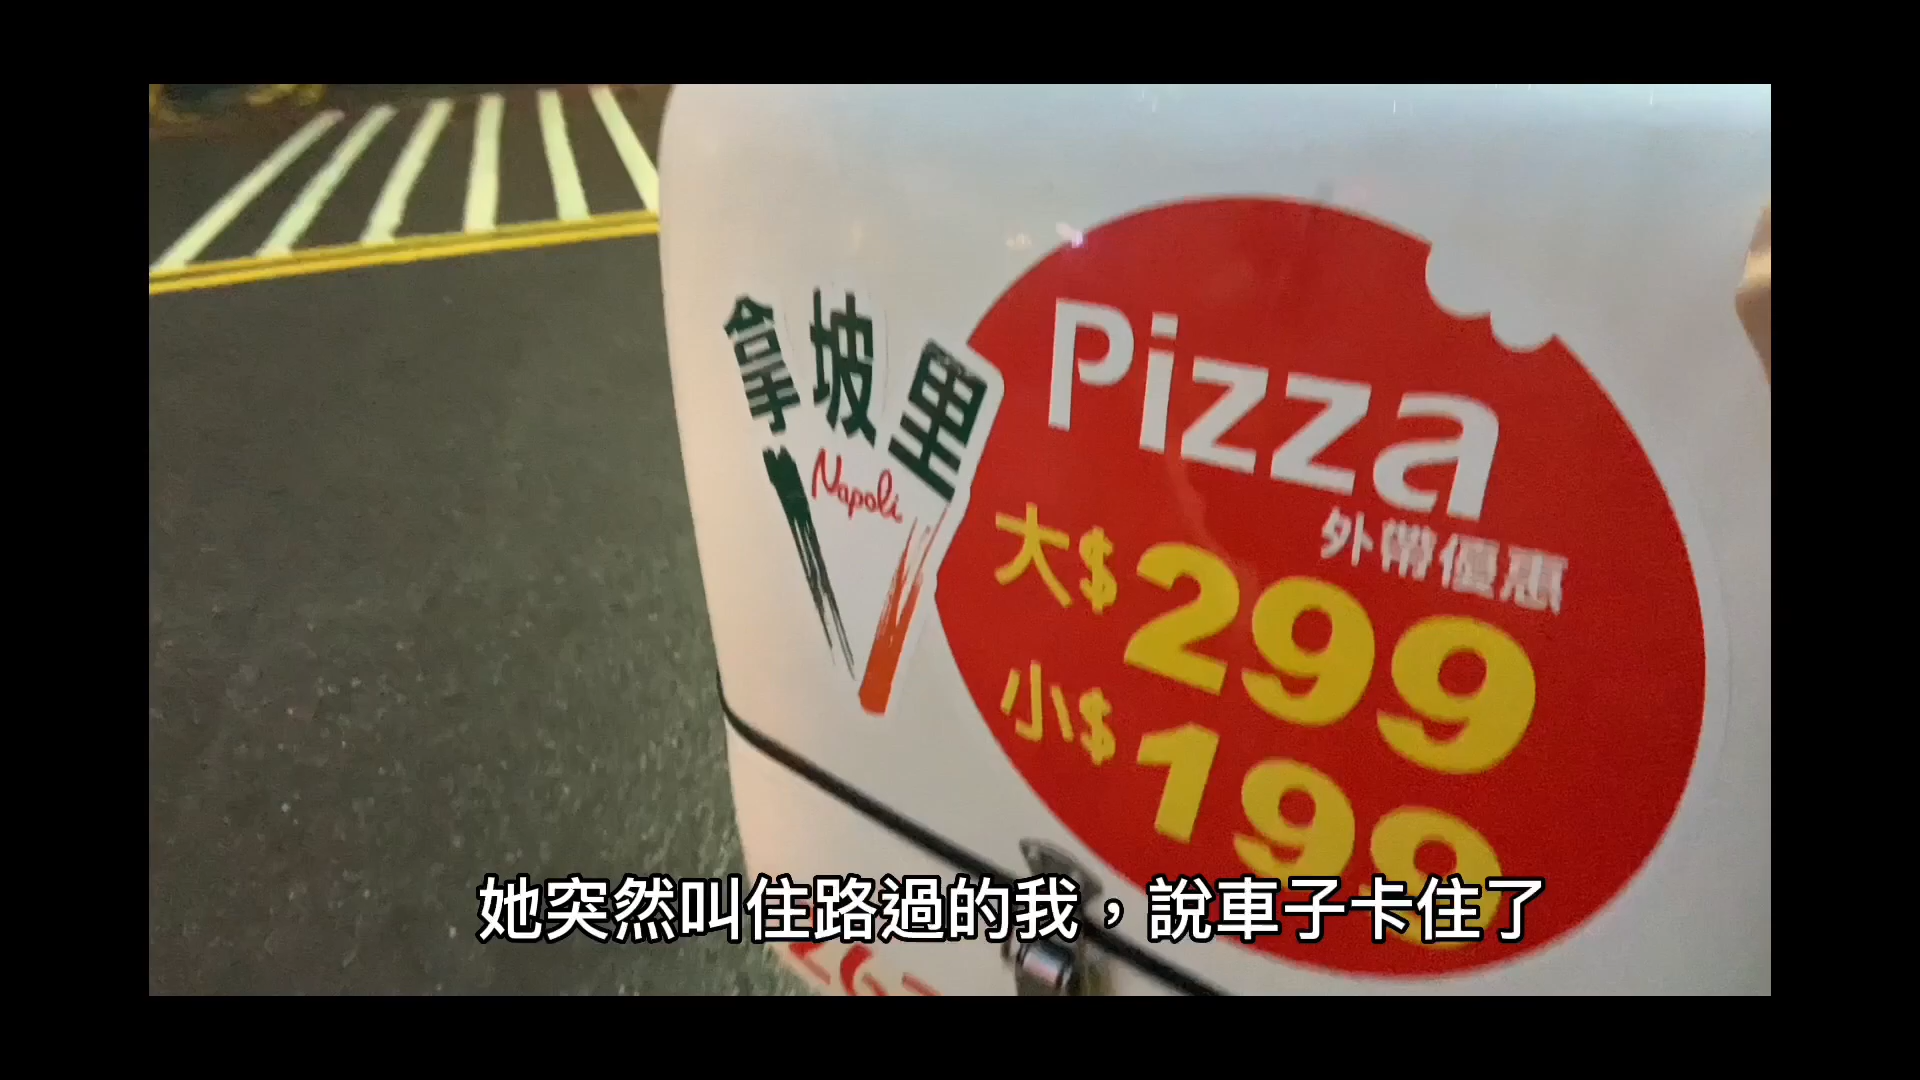 拿坡里
Napoli
Pizza
外帶優惠
大$299
小$199
她突然叫住路過的我，說車子卡住了